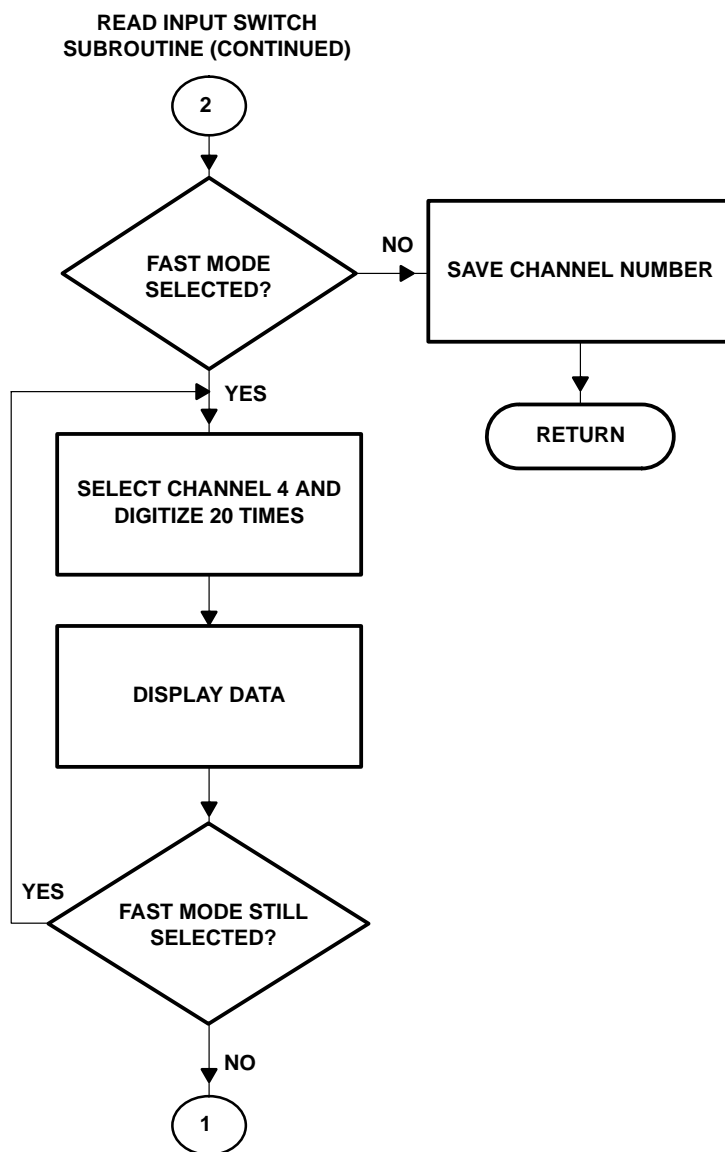 READ INPUT SWITCH
SUBROUTINE (CONTINUED)
2
FAST MODE
SELECTED?
NO
SAVE CHANNEL NUMBER
RETURN
YES
SELECT CHANNEL 4 AND
DIGITIZE 20 TIMES
DISPLAY DATA
YES
FAST MODE STILL
SELECTED?
NO
1